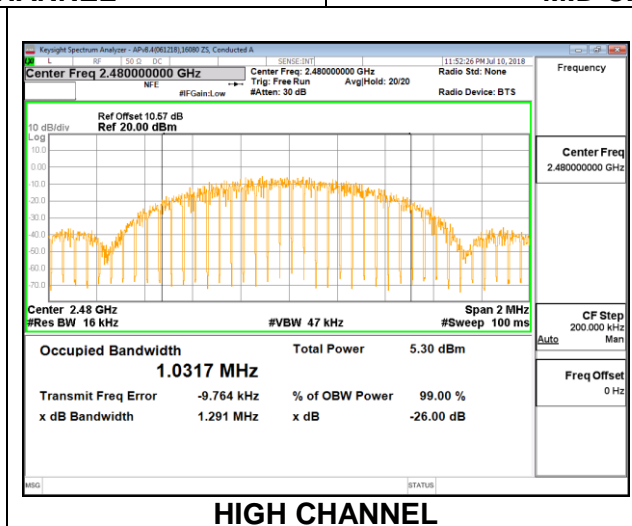 Keysight Spectrum Analyzer - APv8.4(061218),16080 ZS, Conducted A
L RF 50 Ω DC SENSE:INT 11:52:26 PM Jul 10, 2018
Center Freq 2.480000000 GHz Center Freq: 2.480000000 GHz Radio Std: None Frequency
NFE Trig: Free Run Avg|Hold: 20/20
#IFGain:Low #Atten: 30 dB Radio Device: BTS
Ref Offset 10.57 dB
10 dB/div Ref 20.00 dBm
Log
10.0
0.00
-10.0
-20.0
-30.0
-40.0
-50.0
-60.0
-70.0
Center Freq
2.480000000 GHz
Center 2.48 GHz Span 2 MHz
#Res BW 16 kHz #VBW 47 kHz #Sweep 100 ms
CF Step
200.000 kHz
Auto Man
Occupied Bandwidth Total Power 5.30 dBm
1.0317 MHz
Freq Offset
0 Hz
Transmit Freq Error -9.764 kHz % of OBW Power 99.00 %
x dB Bandwidth 1.291 MHz x dB -26.00 dB
MSG STATUS
HIGH CHANNEL